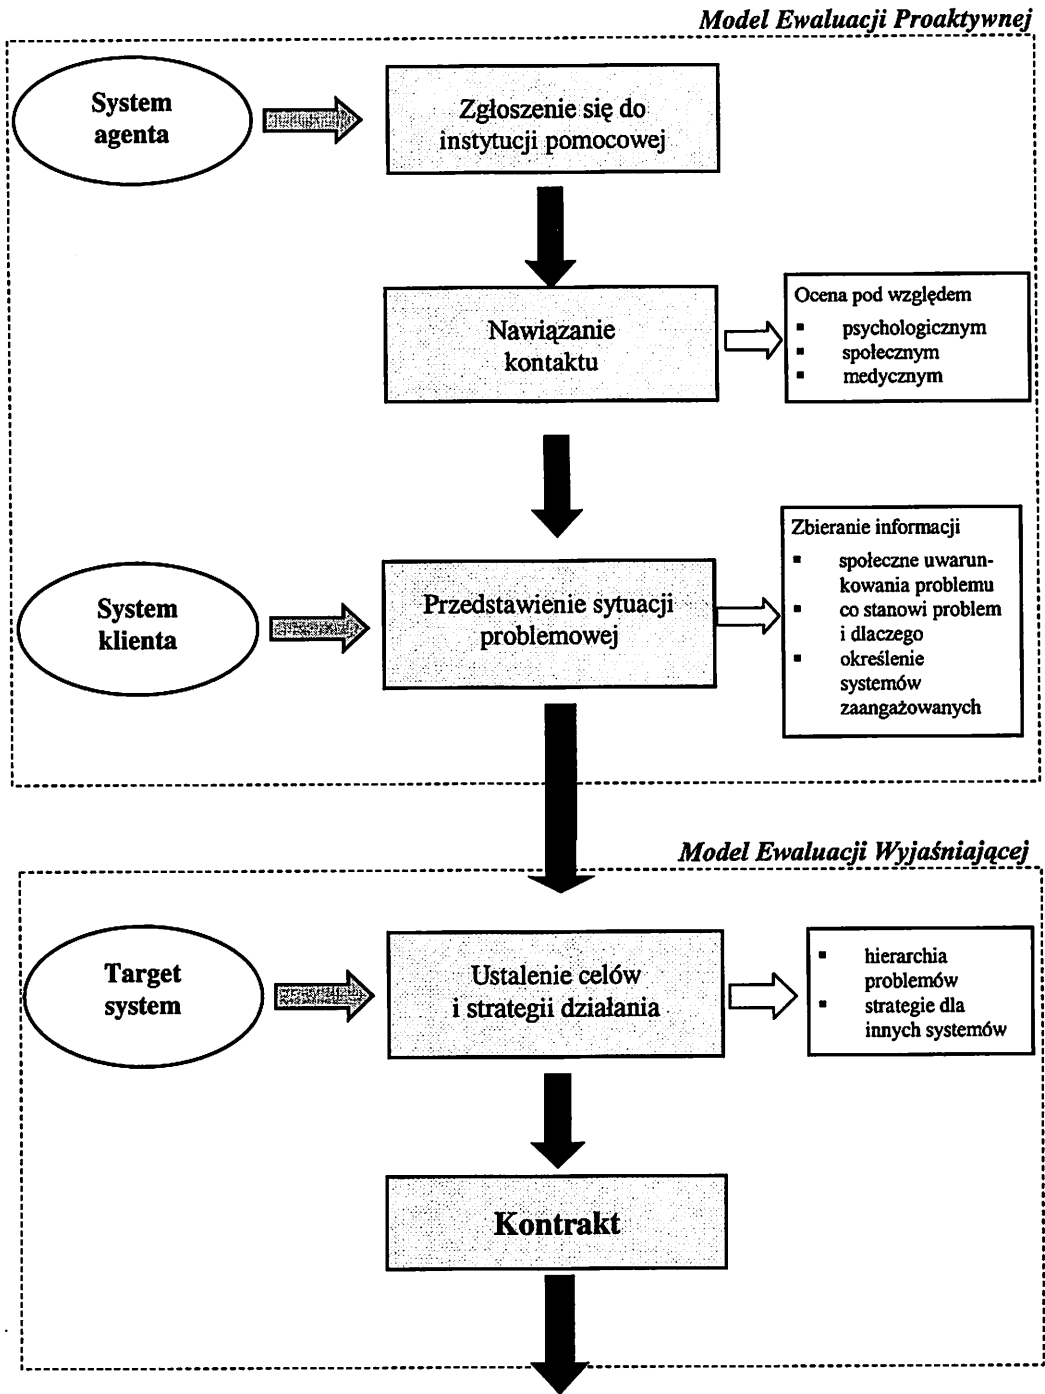 Model Ewaluacji Proaktywnej
System
agenta
Zgłoszenie się do
instytucji pomocowej
Nawiązanie
kontaktu
Ocena pod względem
▪ psychologicznym
▪ społecznym
▪ medycznym
System
klienta
Przedstawienie sytuacji
problemowej
Zbieranie informacji
▪ społeczne uwarun-
kowania problemu
▪ co stanowi problem
i dlaczego
▪ określenie
systemów
zaangażowanych
Model Ewaluacji Wyjaśniającej
Target
system
Ustalenie celów
i strategii działania
▪ hierarchia
problemów
▪ strategie dla
innych systemów
Kontrakt